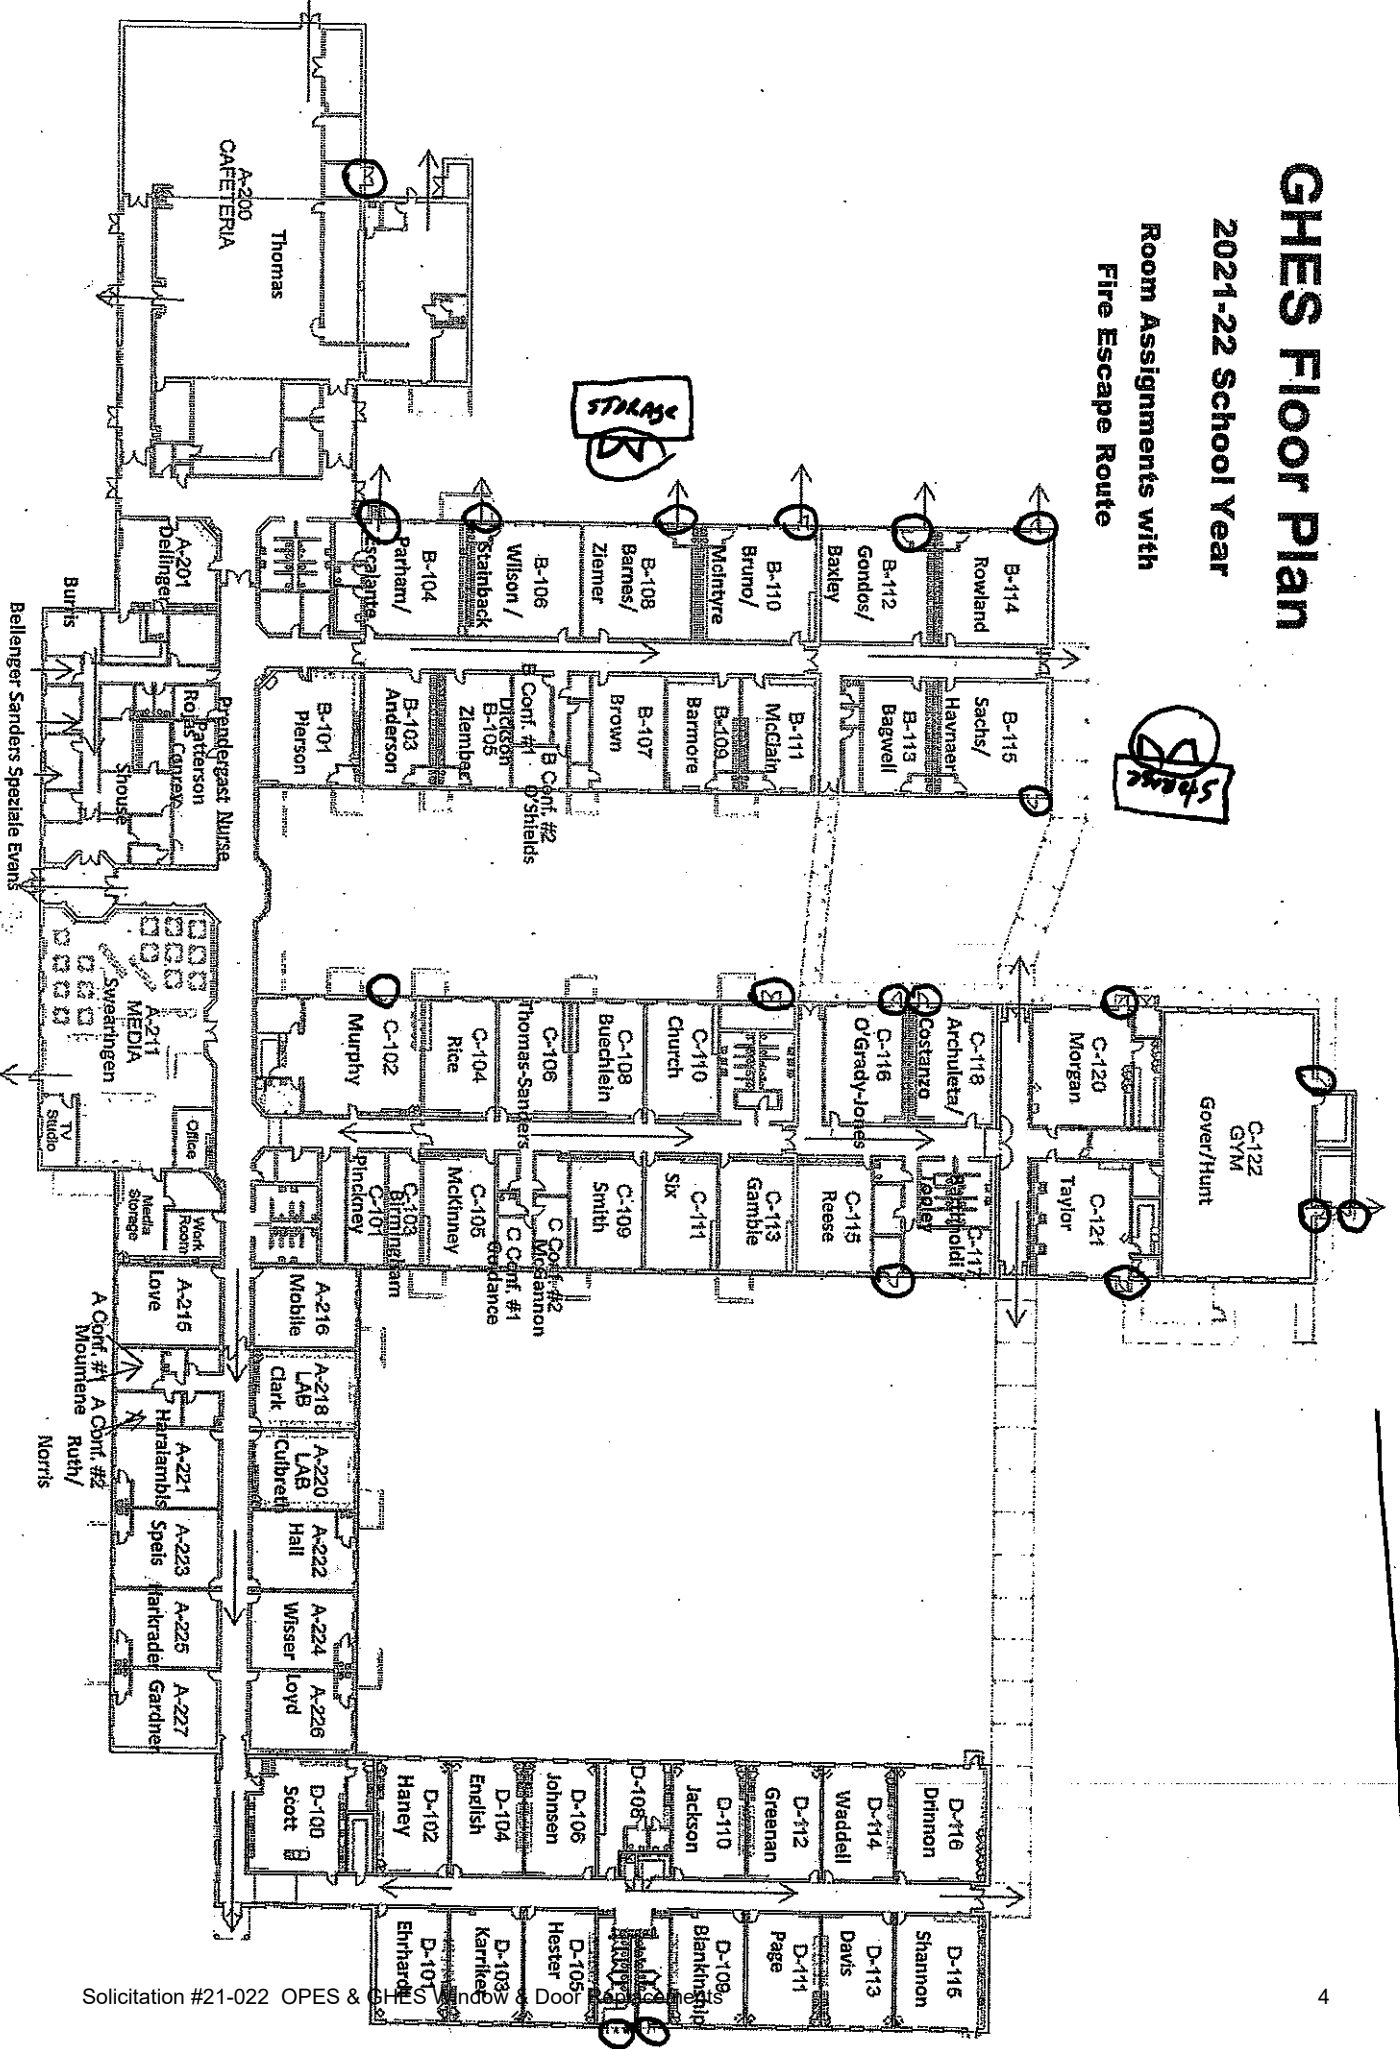 GHES Floor Plan
2021-22 School Year
Room Assignments with
Fire Escape Route
STORAGE
STORAGE
A-200
CAFETERIA
Thomas
A-201
Delinger
Burris
Bellenger Sanders Speziale Evans
Prendergast Nurse
Patterson
Rojas
Canrey
Shouse
A-211
MEDIA
Swearingen
TV
Studio
Office
Media
Storage
Work
Room
B-114
Rowland
B-112
Gondos/
Baxley
B-110
Bruno/
McIntyre
B-108
Barnes/
Ziemer
B-106
Wilson /
Stainback
B-104
Parham/
Escalante
B-115
Sachs/
Havnaer
B-113
Bagwell
B-111
McClain
B-109
Barmore
B-107
Brown
B Conf. #2
O'Shields
B Conf. #1
Dickson
B-105
Ziemba
B-103
Anderson
B-101
Pierson
C-122
GYM
Gover/Hunt
C-120
Morgan
C-118
Archuleta/
Costanzo
C-116
O'Grady-Jones
C-110
Church
C-108
Buechlein
C-106
Thomas-Sanders
C-104
Rice
C-102
Murphy
C-121
Taylor
C-117
Copley
C-115
Reese
C-113
Gamble
C-111
Six
C-109
Smith
C Conf. #2
McGannon
C Conf. #1
Guidance
C-105
McKinney
C-103
Birmingham
C-101
Pinckney
A-216
Mobile
A-218
LAB
Clark
A-220
LAB
Culbreth
A-222
Hall
A-224
Wisser
A-226
Loyd
A-215
Love
A Conf. #1 A Conf. #2
Moumene Ruth/
Norris
A-221
Haralambis
A-223
Speis
A-225
Harkrader
A-227
Gardner
D-116
Drinnon
D-114
Waddell
D-112
Greenan
D-110
Jackson
D-108
D-106
Johnsen
D-104
English
D-102
Haney
D-100
Scott
D-115
Shannon
D-113
Davis
D-111
Page
D-109
Blankinship
D-105
Hester
D-103
Karriker
D-101
Ehrhardt
Solicitation #21-022 OPES & GHES Window & Door Replacements
4